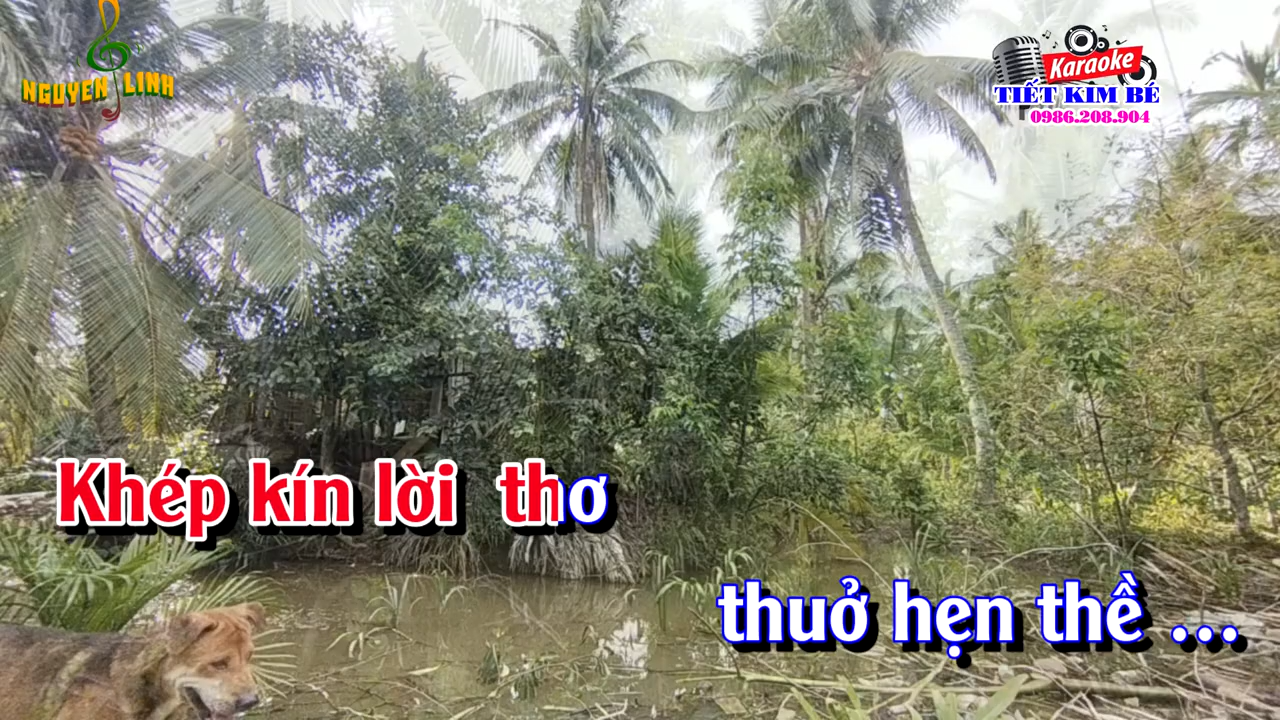 NGUYEN LINH
Karaoke
TIẾT KIM BÉ
0986.208.904
Khép kín lời thơ
thuở hẹn thề ...